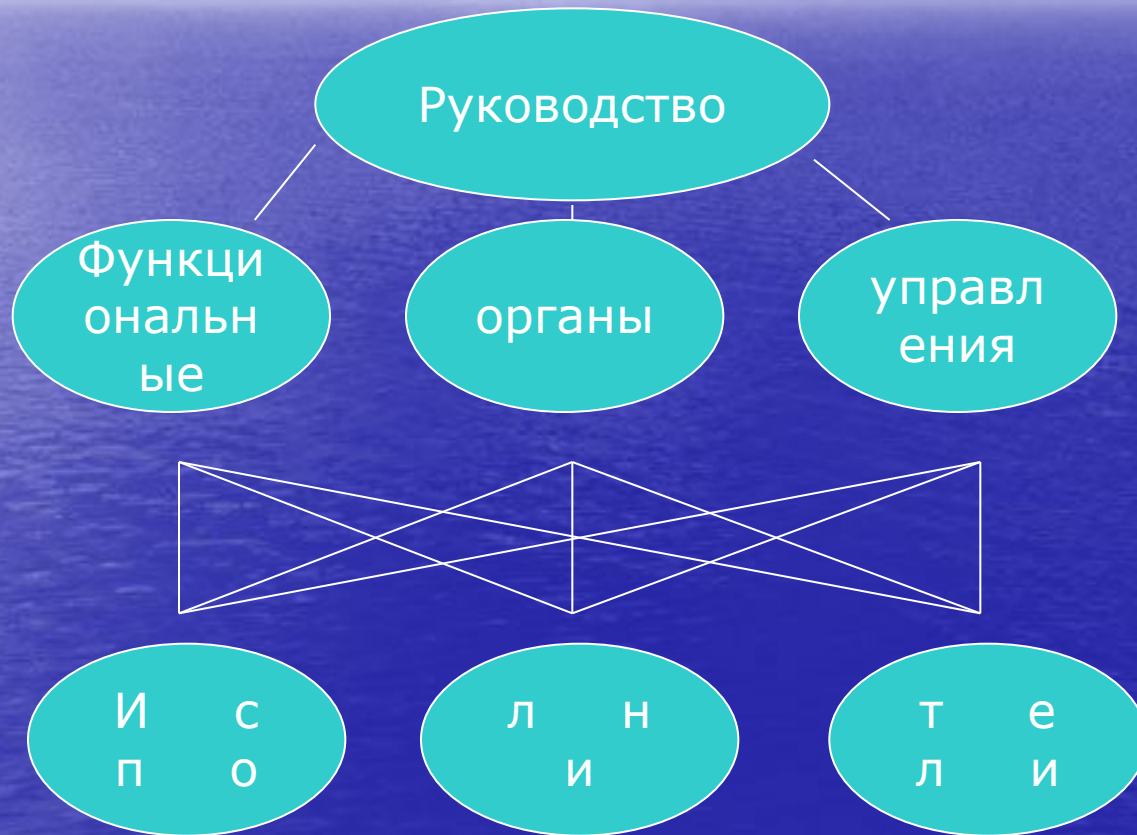 Руководство
Функци
ональн
ые
органы
управл
ения
И с
п о
л н
и
т е
л и